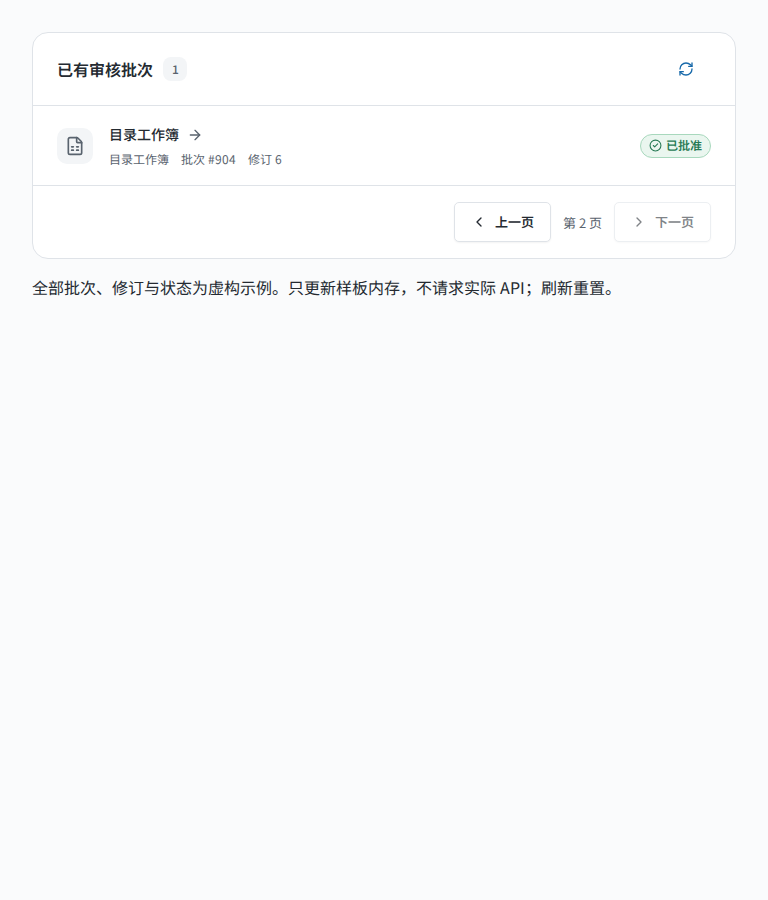 已有审核批次 1
目录工作簿
目录工作簿 批次 #904 修订 6
已批准
上一页 第 2 页 下一页
全部批次、修订与状态为虚构示例。只更新样板内存，不请求实际 API；刷新重置。